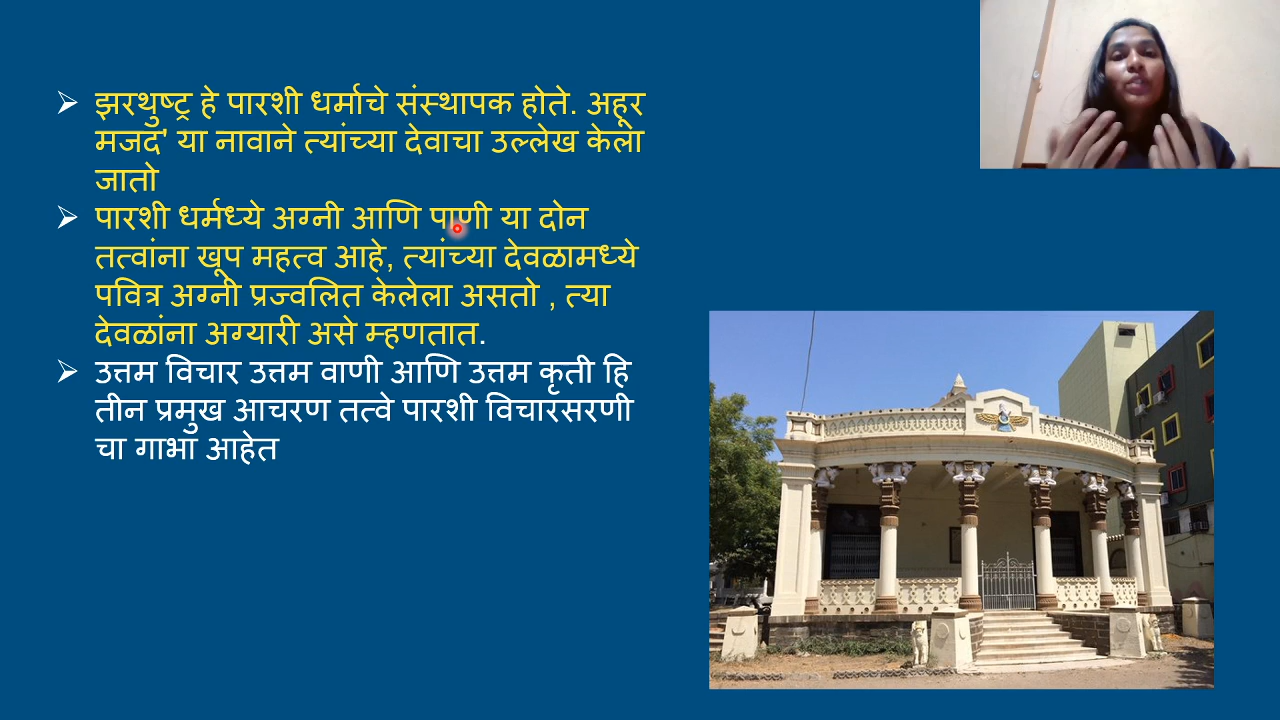 झरथुष्ट्र हे पारशी धर्माचे संस्थापक होते. अहूर
मजद' या नावाने त्यांच्या देवाचा उल्लेख केला
जातो
पारशी धर्मध्ये अग्नी आणि पाणी या दोन
तत्वांना खूप महत्व आहे, त्यांच्या देवळामध्ये
पवित्र अग्नी प्रज्वलित केलेला असतो , त्या
देवळांना अग्यारी असे म्हणतात.
उत्तम विचार उत्तम वाणी आणि उत्तम कृती हि
तीन प्रमुख आचरण तत्वे पारशी विचारसरणी
चा गाभा आहेत